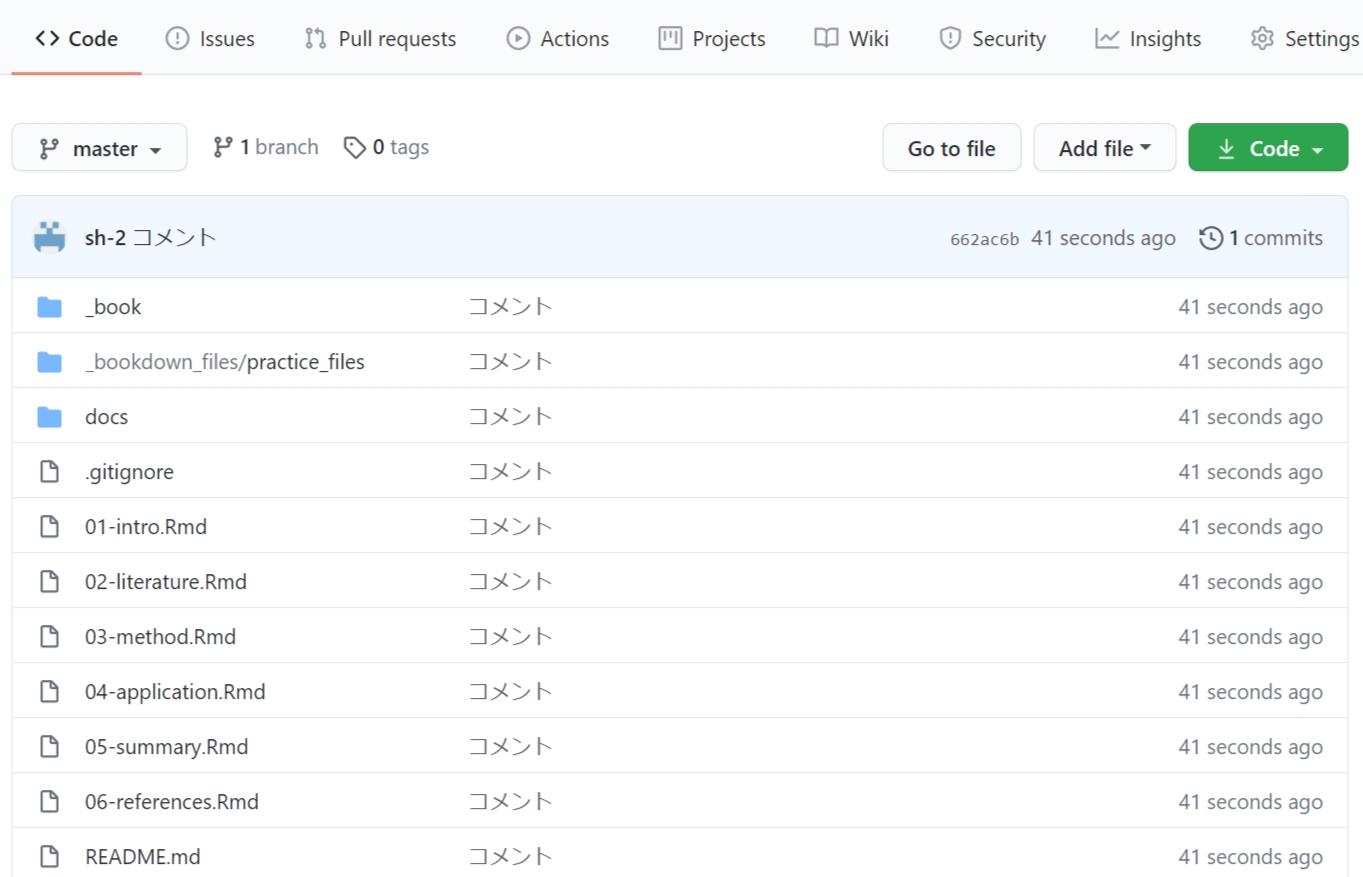 Code Issues Pull requests Actions Projects Wiki Security Insights Settings
master 1 branch 0 tags Go to file Add file Code
sh-2 コメント 662ac6b 41 seconds ago 1 commits
_book コメント 41 seconds ago
_bookdown_files/practice_files コメント 41 seconds ago
docs コメント 41 seconds ago
.gitignore コメント 41 seconds ago
01-intro.Rmd コメント 41 seconds ago
02-literature.Rmd コメント 41 seconds ago
03-method.Rmd コメント 41 seconds ago
04-application.Rmd コメント 41 seconds ago
05-summary.Rmd コメント 41 seconds ago
06-references.Rmd コメント 41 seconds ago
README.md コメント 41 seconds ago